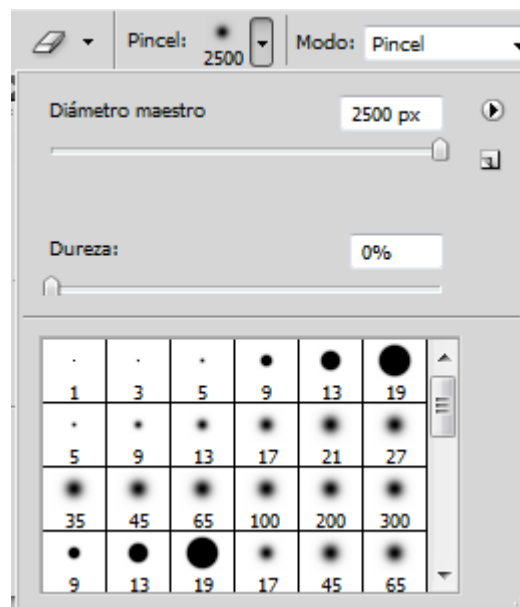 Pincel:
2500
Modo: Pincel
Diámetro maestro 2500 px
Dureza: 0%
1 3 5 9 13 19
5 9 13 17 21 27
35 45 65 100 200 300
9 13 19 17 45 65